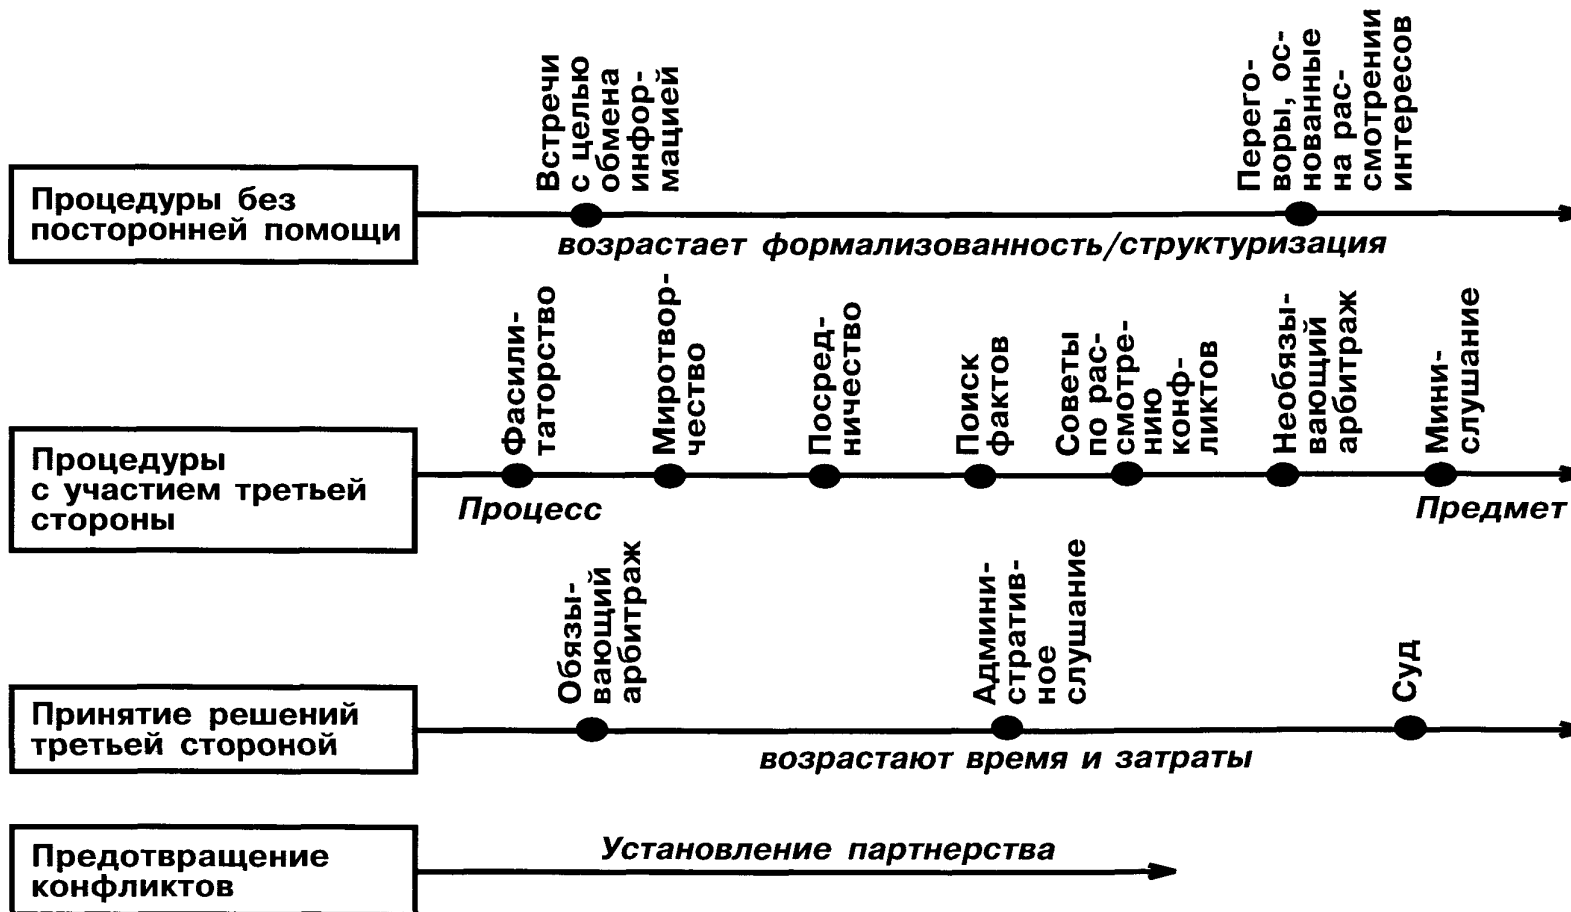 Встречи
с целью
обмена
инфор-
мацией
Перего-
воры, ос-
нованные
на рас-
смотрении
интересов
Процедуры без
посторонней помощи
возрастает формализованность/структуризация
Фасили-
таторство
Миротвор-
чество
Посред-
ничество
Поиск
фактов
Советы
по рас-
смотре-
нию
конф-
ликтов
Необязы-
вающий
арбитраж
Мини-
слушание
Процедуры
с участием третьей
стороны
Процесс
Предмет
Обязы-
вающий
арбитраж
Админи-
стратив-
ное
слушание
Суд
Принятие решений
третьей стороной
возрастают время и затраты
Предотвращение
конфликтов
Установление партнерства